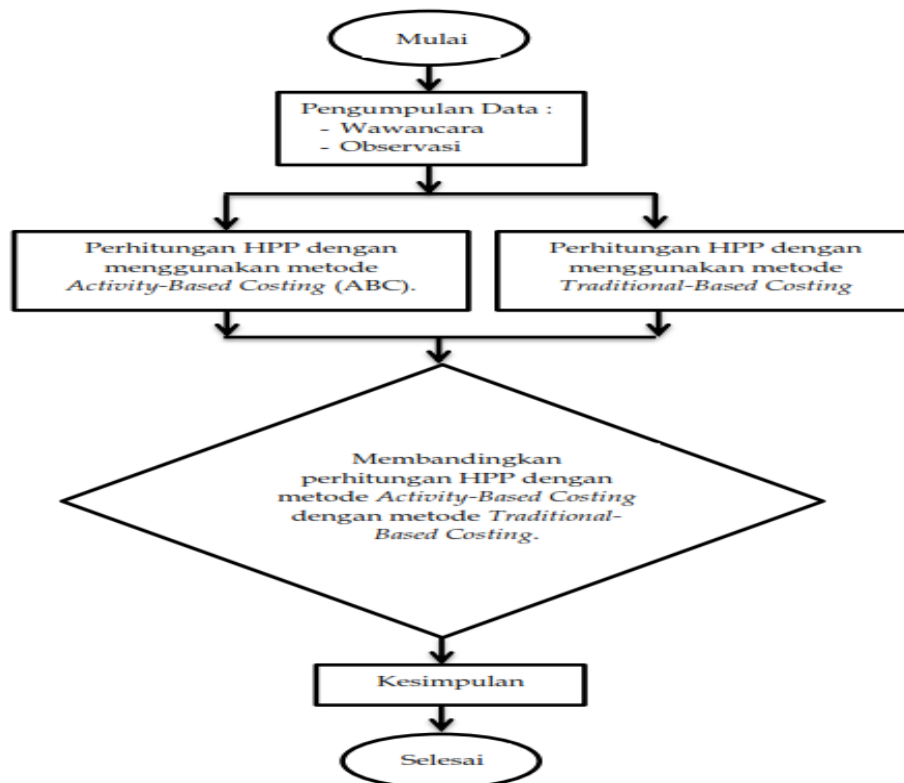 Mulai
Pengumpulan Data :
- Wawancara
- Observasi
Perhitungan HPP dengan
menggunakan metode
Activity-Based Costing (ABC).
Perhitungan HPP dengan
menggunakan metode
Traditional-Based Costing
Membandingkan
perhitungan HPP dengan
metode Activity-Based Costing
dengan metode Traditional-
Based Costing.
Kesimpulan
Selesai